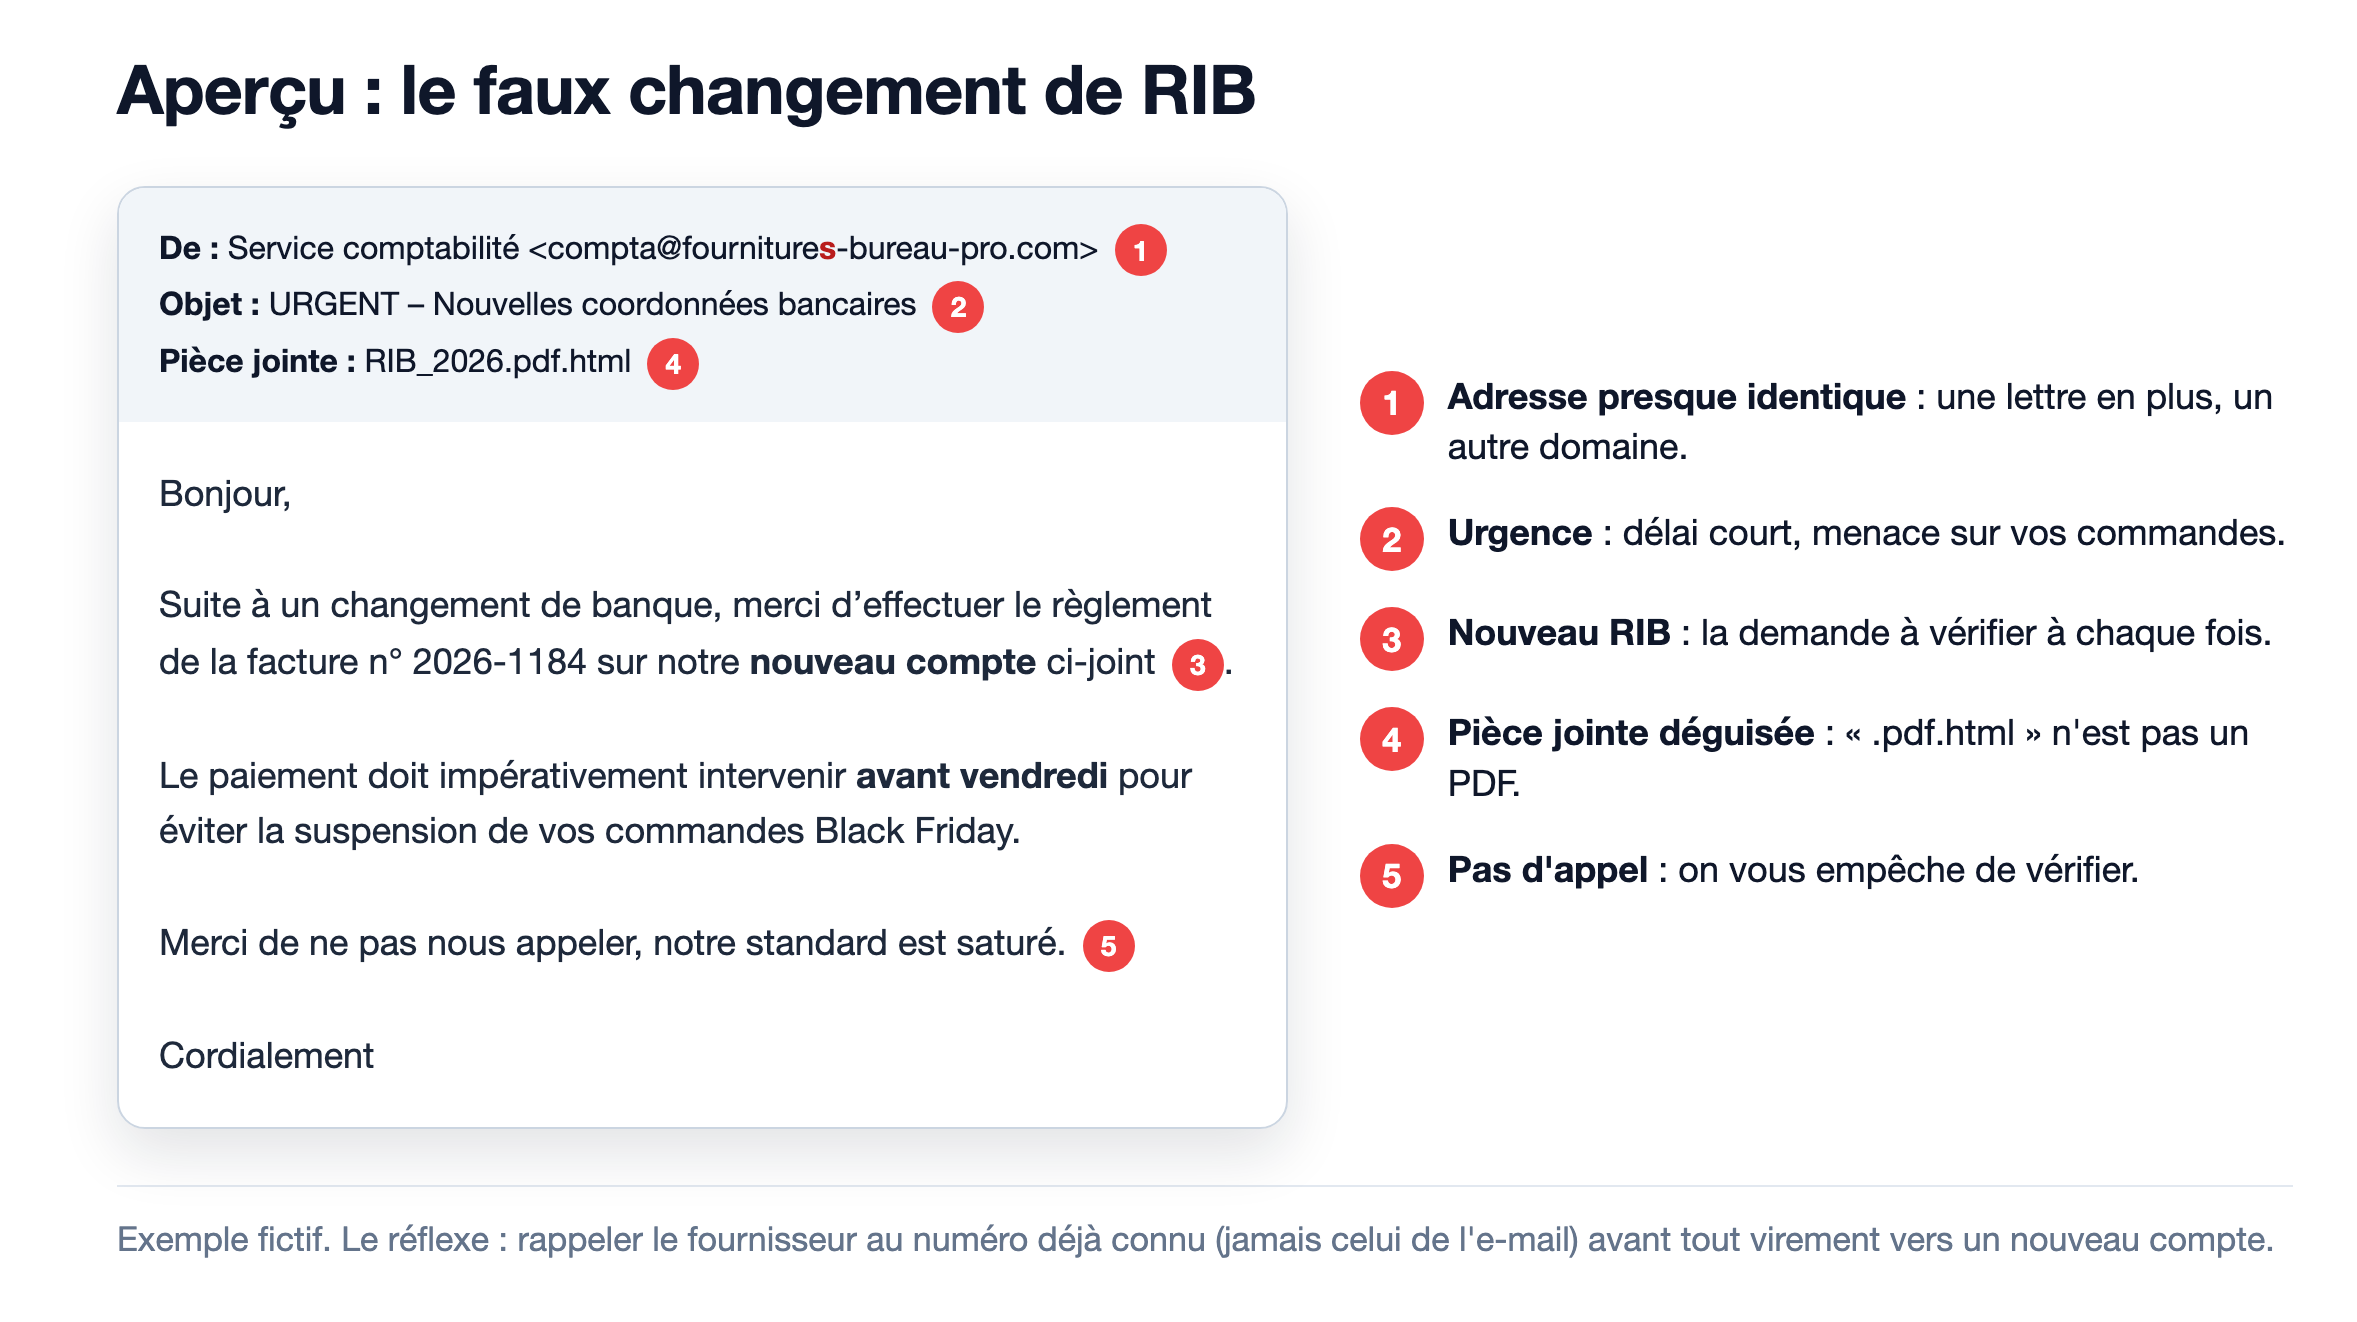 Aperçu : le faux changement de RIB
De : Service comptabilité <compta@fournitures-bureau-pro.com> 1
Objet : URGENT – Nouvelles coordonnées bancaires 2
Pièce jointe : RIB_2026.pdf.html 4
Bonjour,
Suite à un changement de banque, merci d’effectuer le règlement
de la facture n° 2026-1184 sur notre nouveau compte ci-joint 3.
Le paiement doit impérativement intervenir avant vendredi pour
éviter la suspension de vos commandes Black Friday.
Merci de ne pas nous appeler, notre standard est saturé. 5
Cordialement
1 Adresse presque identique : une lettre en plus, un
autre domaine.
2 Urgence : délai court, menace sur vos commandes.
3 Nouveau RIB : la demande à vérifier à chaque fois.
4 Pièce jointe déguisée : « .pdf.html » n'est pas un
PDF.
5 Pas d'appel : on vous empêche de vérifier.
Exemple fictif. Le réflexe : rappeler le fournisseur au numéro déjà connu (jamais celui de l'e-mail) avant tout virement vers un nouveau compte.